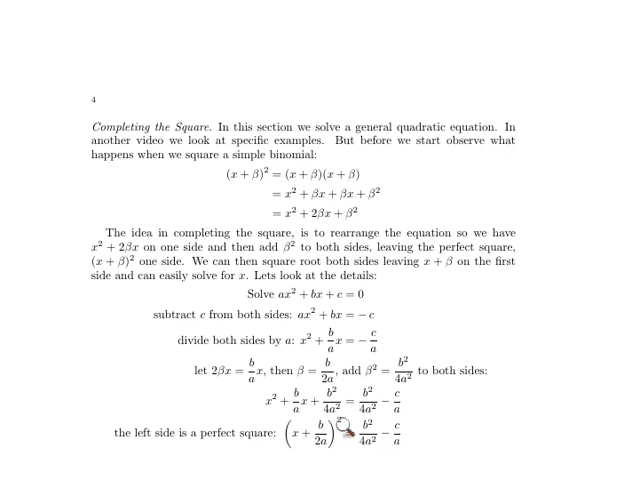 4
Completing the Square. In this section we solve a general quadratic equation. In
another video we look at specific examples. But before we start observe what
happens when we square a simple binomial:
(x + β)² = (x + β)(x + β)
= x² + βx + βx + β²
= x² + 2βx + β²
The idea in completing the square, is to rearrange the equation so we have
x² + 2βx on one side and then add β² to both sides, leaving the perfect square,
(x + β)² one side. We can then square root both sides leaving x + β on the first
side and can easily solve for x. Lets look at the details:
Solve ax² + bx + c = 0
subtract c from both sides: ax² + bx = −c
divide both sides by a: x² + b/a x = − c/a
let 2βx = b/a x, then β = b/2a, add β² = b²/4a² to both sides:
x² + b/a x + b²/4a² = b²/4a² − c/a
the left side is a perfect square: (x + b/2a)² b²/4a² − c/a